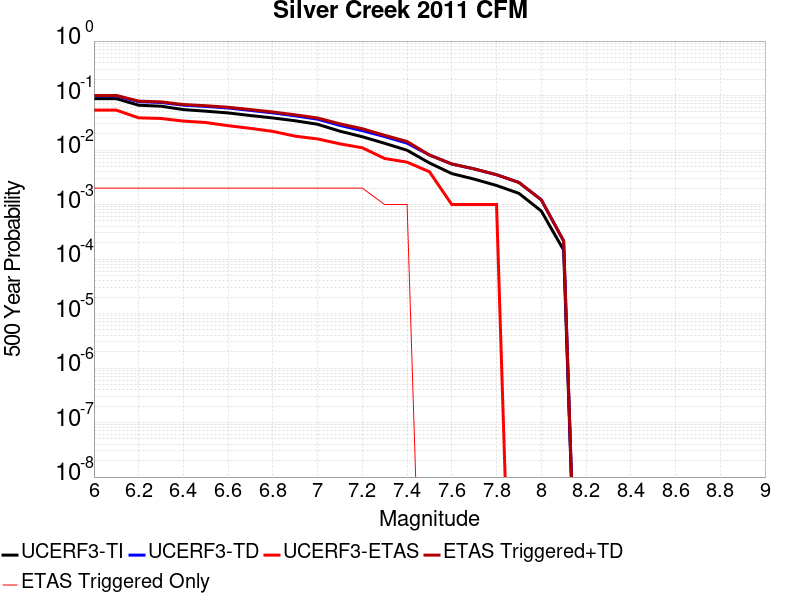 Silver Creek 2011 CFM
10^0
10^-1
10^-2
10^-3
10^-4
10^-5
10^-6
10^-7
10^-8
500 Year Probability
6 6.2 6.4 6.6 6.8 7 7.2 7.4 7.6 7.8 8 8.2 8.4 8.6 8.8 9
Magnitude
UCERF3-TI UCERF3-TD UCERF3-ETAS ETAS Triggered+TD
ETAS Triggered Only